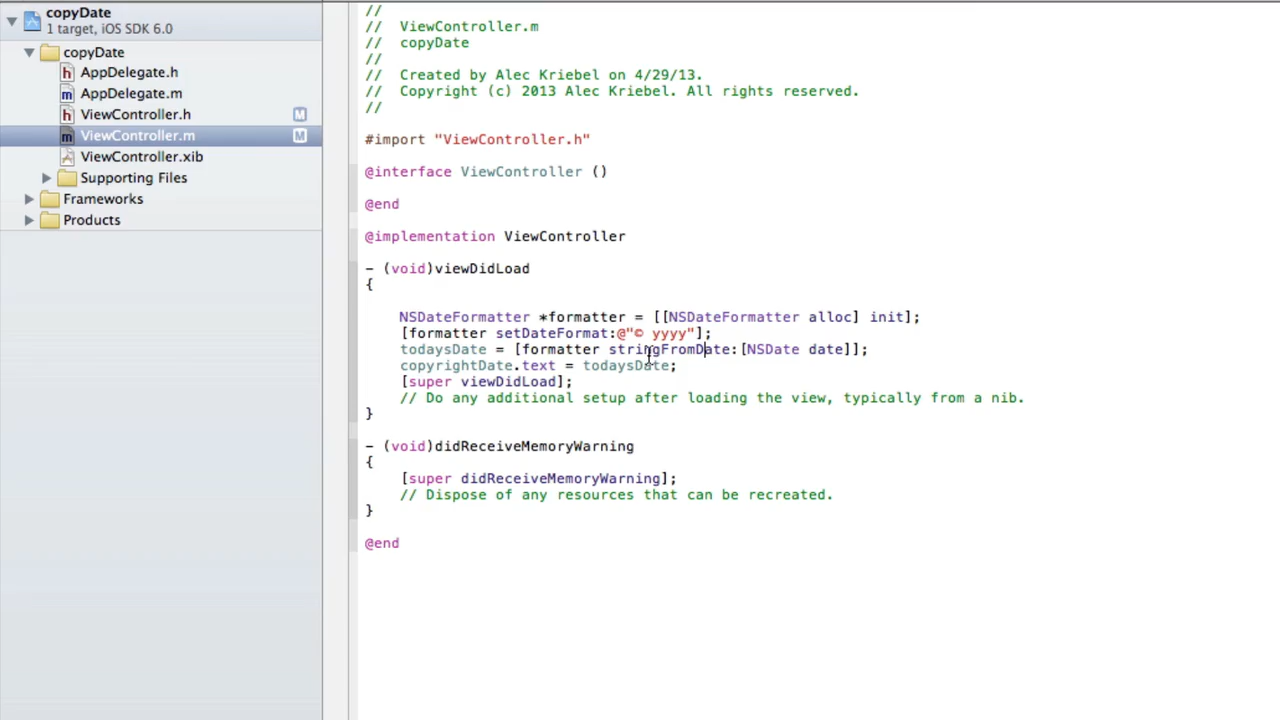 copyDate
1 target, iOS SDK 6.0
copyDate
h AppDelegate.h
m AppDelegate.m
h ViewController.h M
m ViewController.m M
ViewController.xib
Supporting Files
Frameworks
Products
//
//  ViewController.m
//  copyDate
//
//  Created by Alec Kriebel on 4/29/13.
//  Copyright (c) 2013 Alec Kriebel. All rights reserved.
//
#import "ViewController.h"
@interface ViewController ()
@end
@implementation ViewController
- (void)viewDidLoad
{
    NSDateFormatter *formatter = [[NSDateFormatter alloc] init];
    [formatter setDateFormat:@"© yyyy"];
    todaysDate = [formatter stringFromDate:[NSDate date]];
    copyrightDate.text = todaysDate;
    [super viewDidLoad];
    // Do any additional setup after loading the view, typically from a nib.
}
- (void)didReceiveMemoryWarning
{
    [super didReceiveMemoryWarning];
    // Dispose of any resources that can be recreated.
}
@end